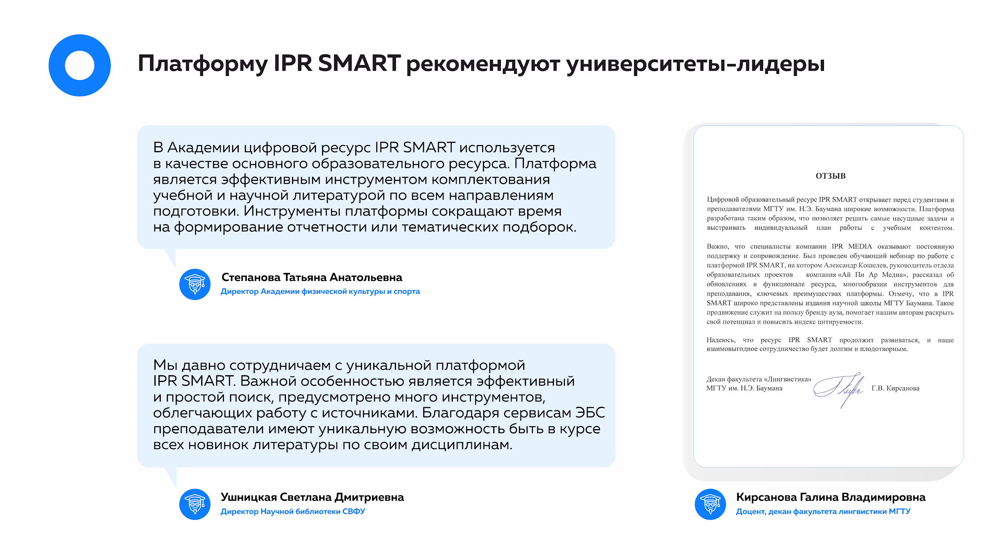 Платформу IPR SMART рекомендуют университеты-лидеры
В Академии цифровой ресурс IPR SMART используется
в качестве основного образовательного ресурса. Платформа
является эффективным инструментом комплектования
учебной и научной литературой по всем направлениям
подготовки. Инструменты платформы сокращают время
на формирование отчетности или тематических подборок.
Степанова Татьяна Анатольевна
Директор Академии физической культуры и спорта
Мы давно сотрудничаем с уникальной платформой
IPR SMART. Важной особенностью является эффективный
и простой поиск, предусмотрено много инструментов,
облегчающих работу с источниками. Благодаря сервисам ЭБС
преподаватели имеют уникальную возможность быть в курсе
всех новинок литературы по своим дисциплинам.
Ушницкая Светлана Дмитриевна
Директор Научной библиотеки СВФУ
ОТЗЫВ
Цифровой образовательный ресурс IPR SMART открывает перед студентами и
преподавателями МГТУ им. Н.Э. Баумана широкие возможности. Платформа
разработана таким образом, что позволяет решать самые насущные задачи и
выстраивать индивидуальный план работы с учебным контентом.
Важно, что специалисты компании IPR MEDIA оказывают постоянную
поддержку и сопровождение. Был проведен обучающий вебинар по работе с
платформой IPR SMART, на котором Александр Кошелев, руководитель отдела
образовательных проектов компания «Ай Пи Ар Медиа», рассказал об
обновлениях в функционале ресурса, многообразии инструментов для
преподавания, ключевых преимуществах платформы. Отмечу, что в IPR
SMART широко представлены издания научной школы МГТУ Баумана. Такое
продвижение служит на пользу бренду вуза, помогает нашим авторам раскрыть
свой потенциал и повысить индекс цитируемости.
Надеюсь, что ресурс IPR SMART продолжит развиваться, и наше
взаимовыгодное сотрудничество будет долгим и плодотворным.
Декан факультета «Лингвистика»
МГТУ им. Н.Э. Баумана Г.В. Кирсанова
Кирсанова Галина Владимировна
Доцент, декан факультета лингвистики МГТУ